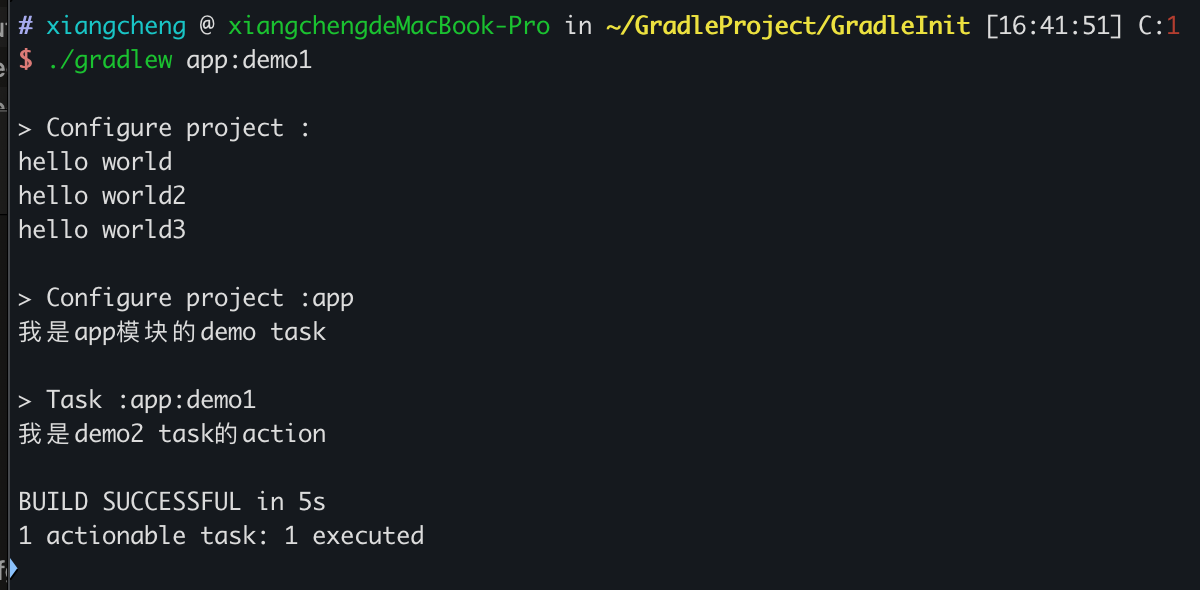 # xiangcheng @ xiangchengdeMacBook-Pro in ~/GradleProject/GradleInit [16:41:51] C:1
$ ./gradlew app:demo1
> Configure project :
hello world
hello world2
hello world3
> Configure project :app
我是app模块的demo task
> Task :app:demo1
我是demo2 task的action
BUILD SUCCESSFUL in 5s
1 actionable task: 1 executed